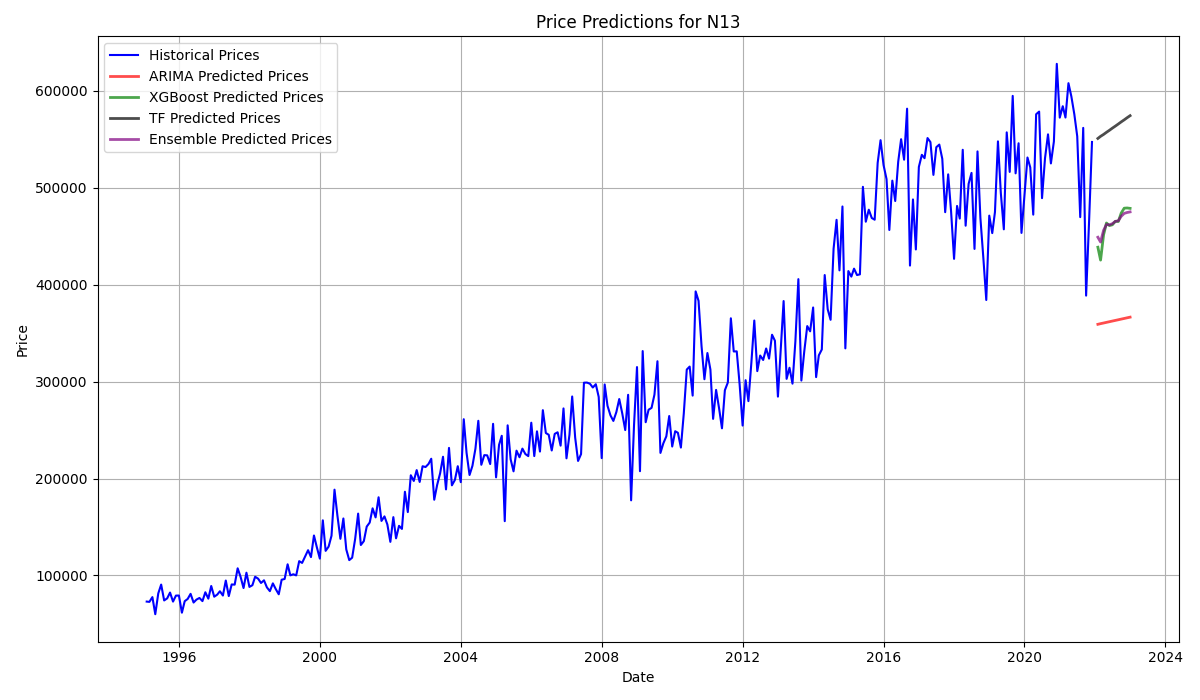 Price Predictions for N13
Historical Prices
ARIMA Predicted Prices
XGBoost Predicted Prices
TF Predicted Prices
Ensemble Predicted Prices
Price
600000
500000
400000
300000
200000
100000
1996 2000 2004 2008 2012 2016 2020 2024
Date